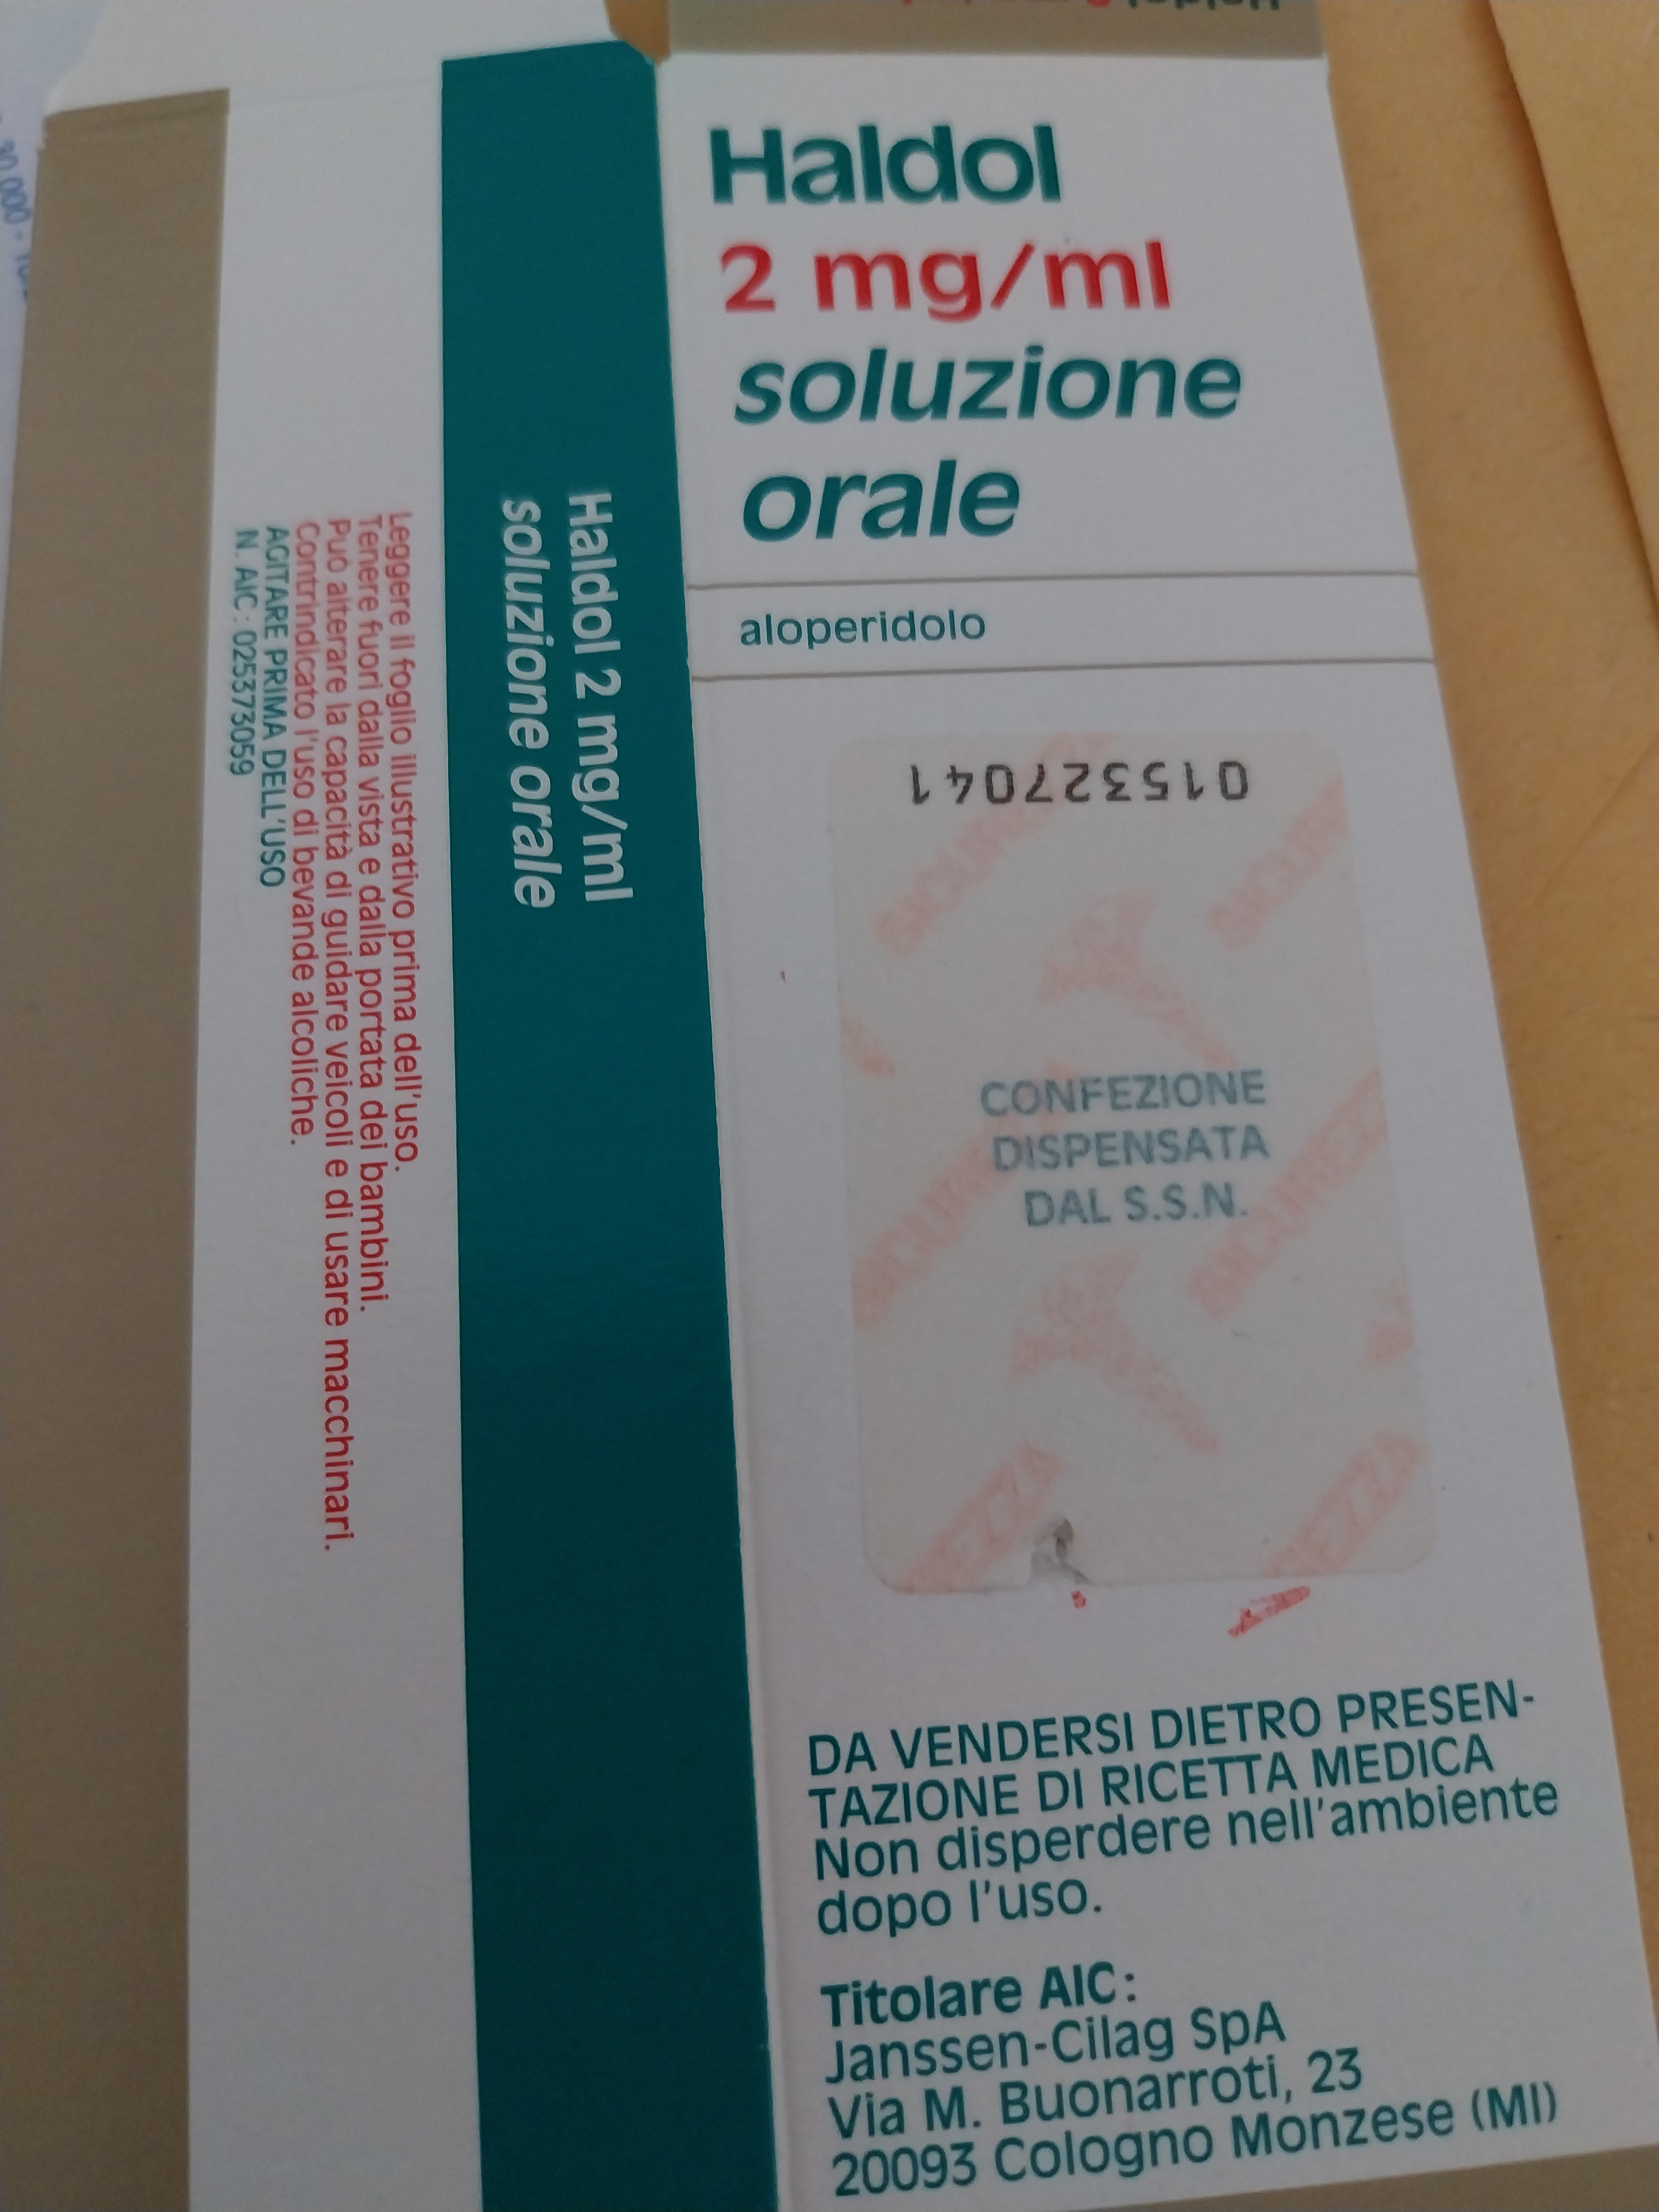 Haldol
2 mg/ml
soluzione
orale
aloperidolo
015327041
CONFEZIONE
DISPENSATA
DAL S.S.N.
DA VENDERSI DIETRO PRESEN-
TAZIONE DI RICETTA MEDICA
Non disperdere nell'ambiente
dopo l'uso.
Titolare AIC:
Janssen-Cilag SpA
Via M. Buonarroti, 23
20093 Cologno Monzese (MI)
Haldol 2 mg/ml
soluzione orale
Leggere il foglio illustrativo prima dell'uso.
Tenere fuori dalla vista e dalla portata dei bambini.
Può alterare la capacità di guidare veicoli e di usare macchinari.
Contrindicato l'uso di bevande alcoliche.
AGITARE PRIMA DELL'USO
N. AIC: 025373059